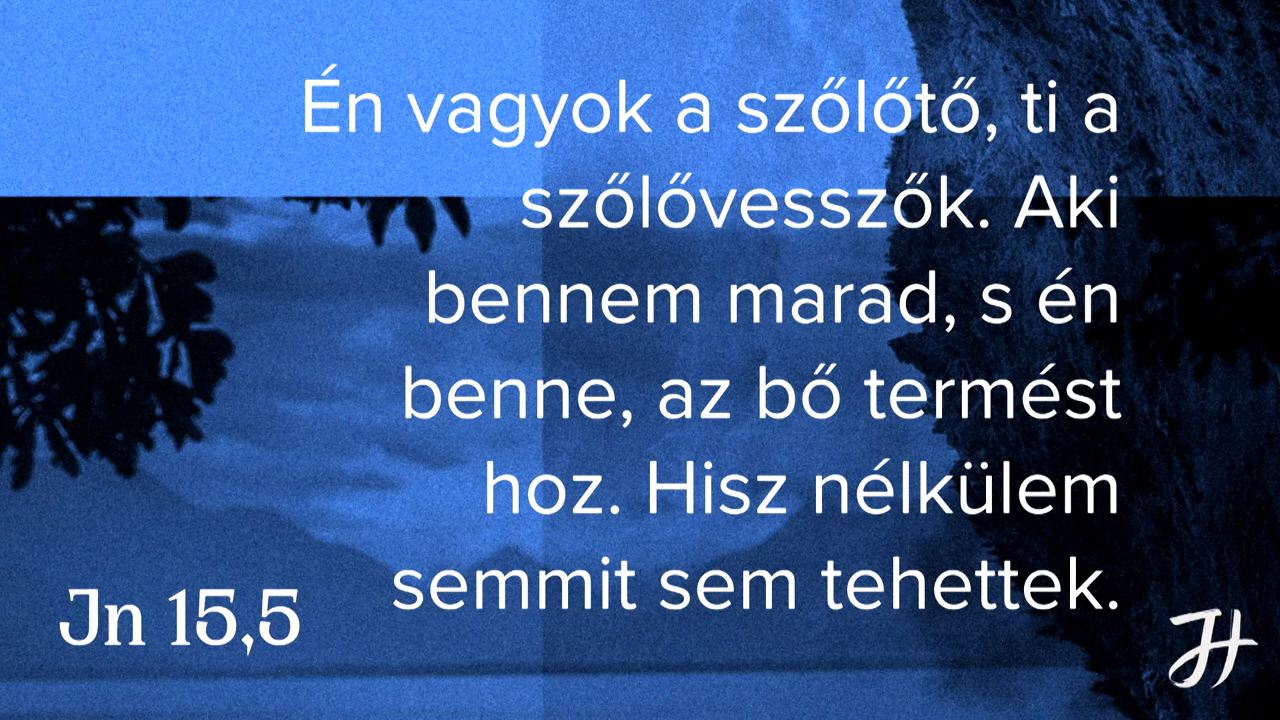 Én vagyok a szőlőtő, ti a
szőlővesszők. Aki
bennem marad, s én
benne, az bő termést
hoz. Hisz nélkülem
semmit sem tehettek.
Jn 15,5
JH